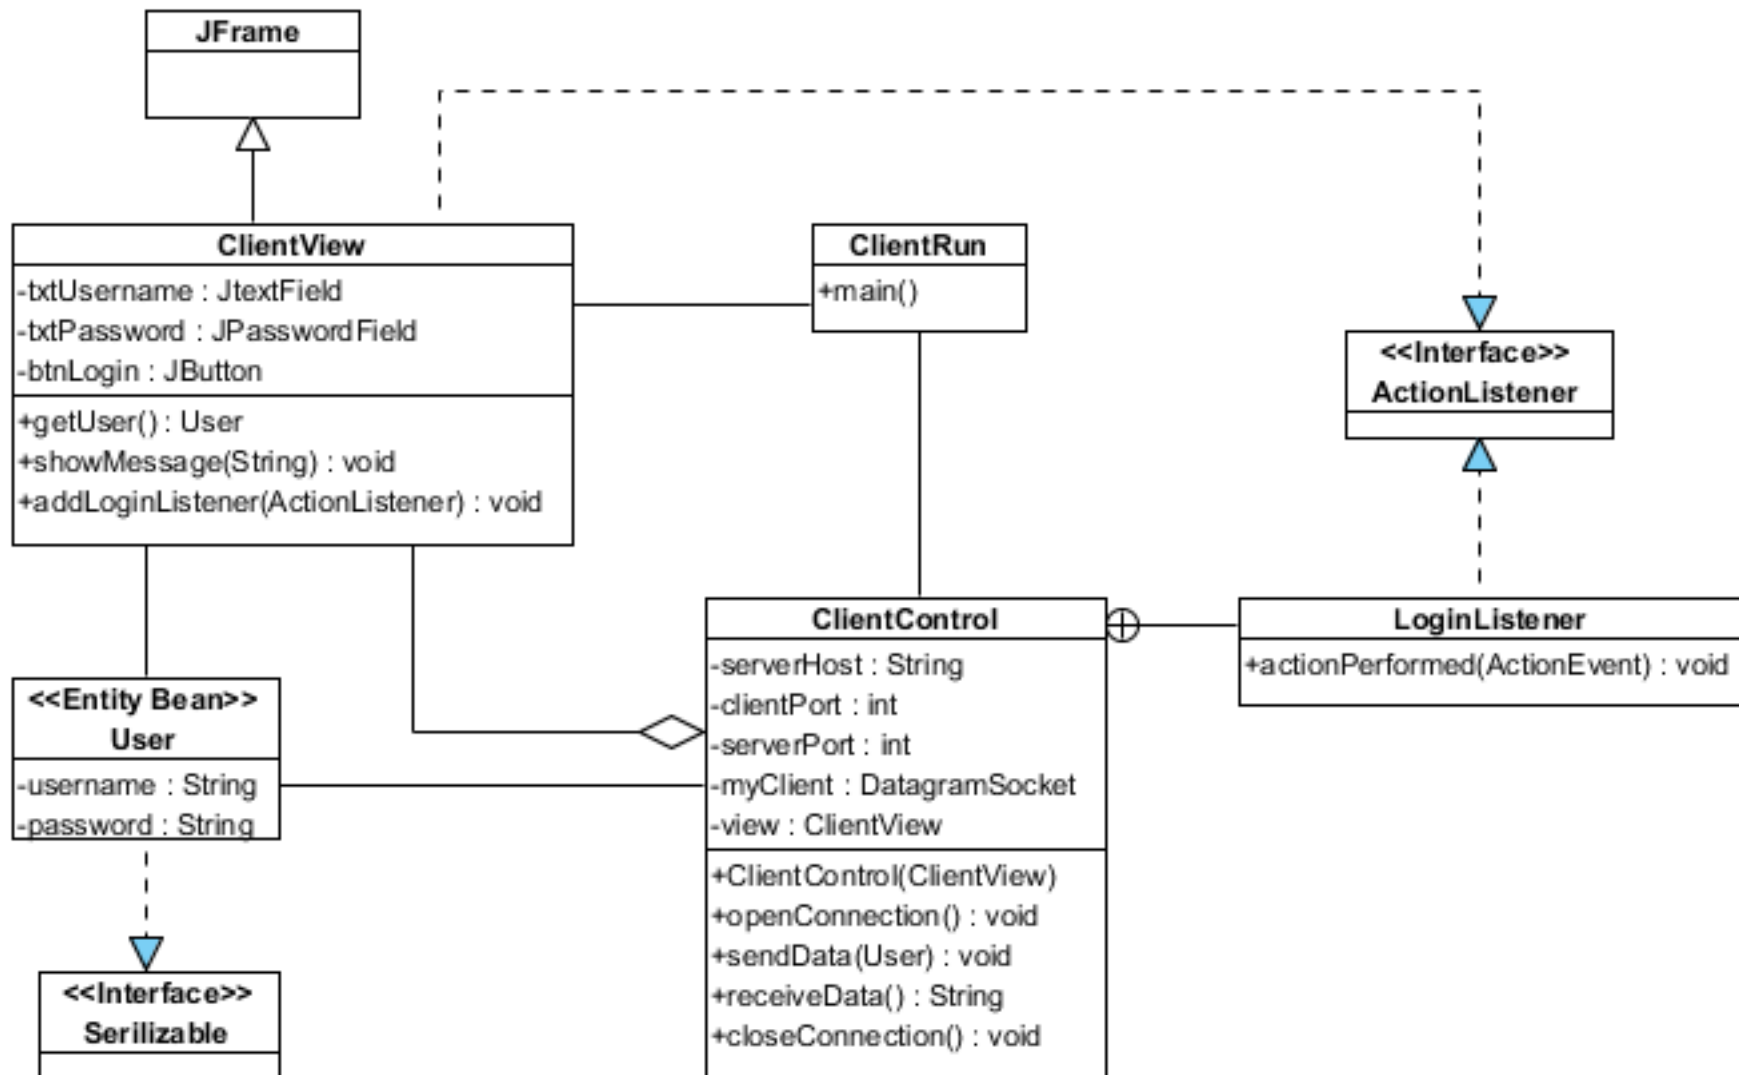 JFrame
ClientView
-txtUsername : JtextField
-txtPassword : JPasswordField
-btnLogin : JButton
+getUser() : User
+showMessage(String) : void
+addLoginListener(ActionListener) : void
ClientRun
+main()
<<Interface>>
ActionListener
ClientControl
-serverHost : String
-clientPort : int
-serverPort : int
-myClient : DatagramSocket
-view : ClientView
+ClientControl(ClientView)
+openConnection() : void
+sendData(User) : void
+receiveData() : String
+closeConnection() : void
LoginListener
+actionPerformed(ActionEvent) : void
<<Entity Bean>>
User
-username : String
-password : String
<<Interface>>
Serilizable